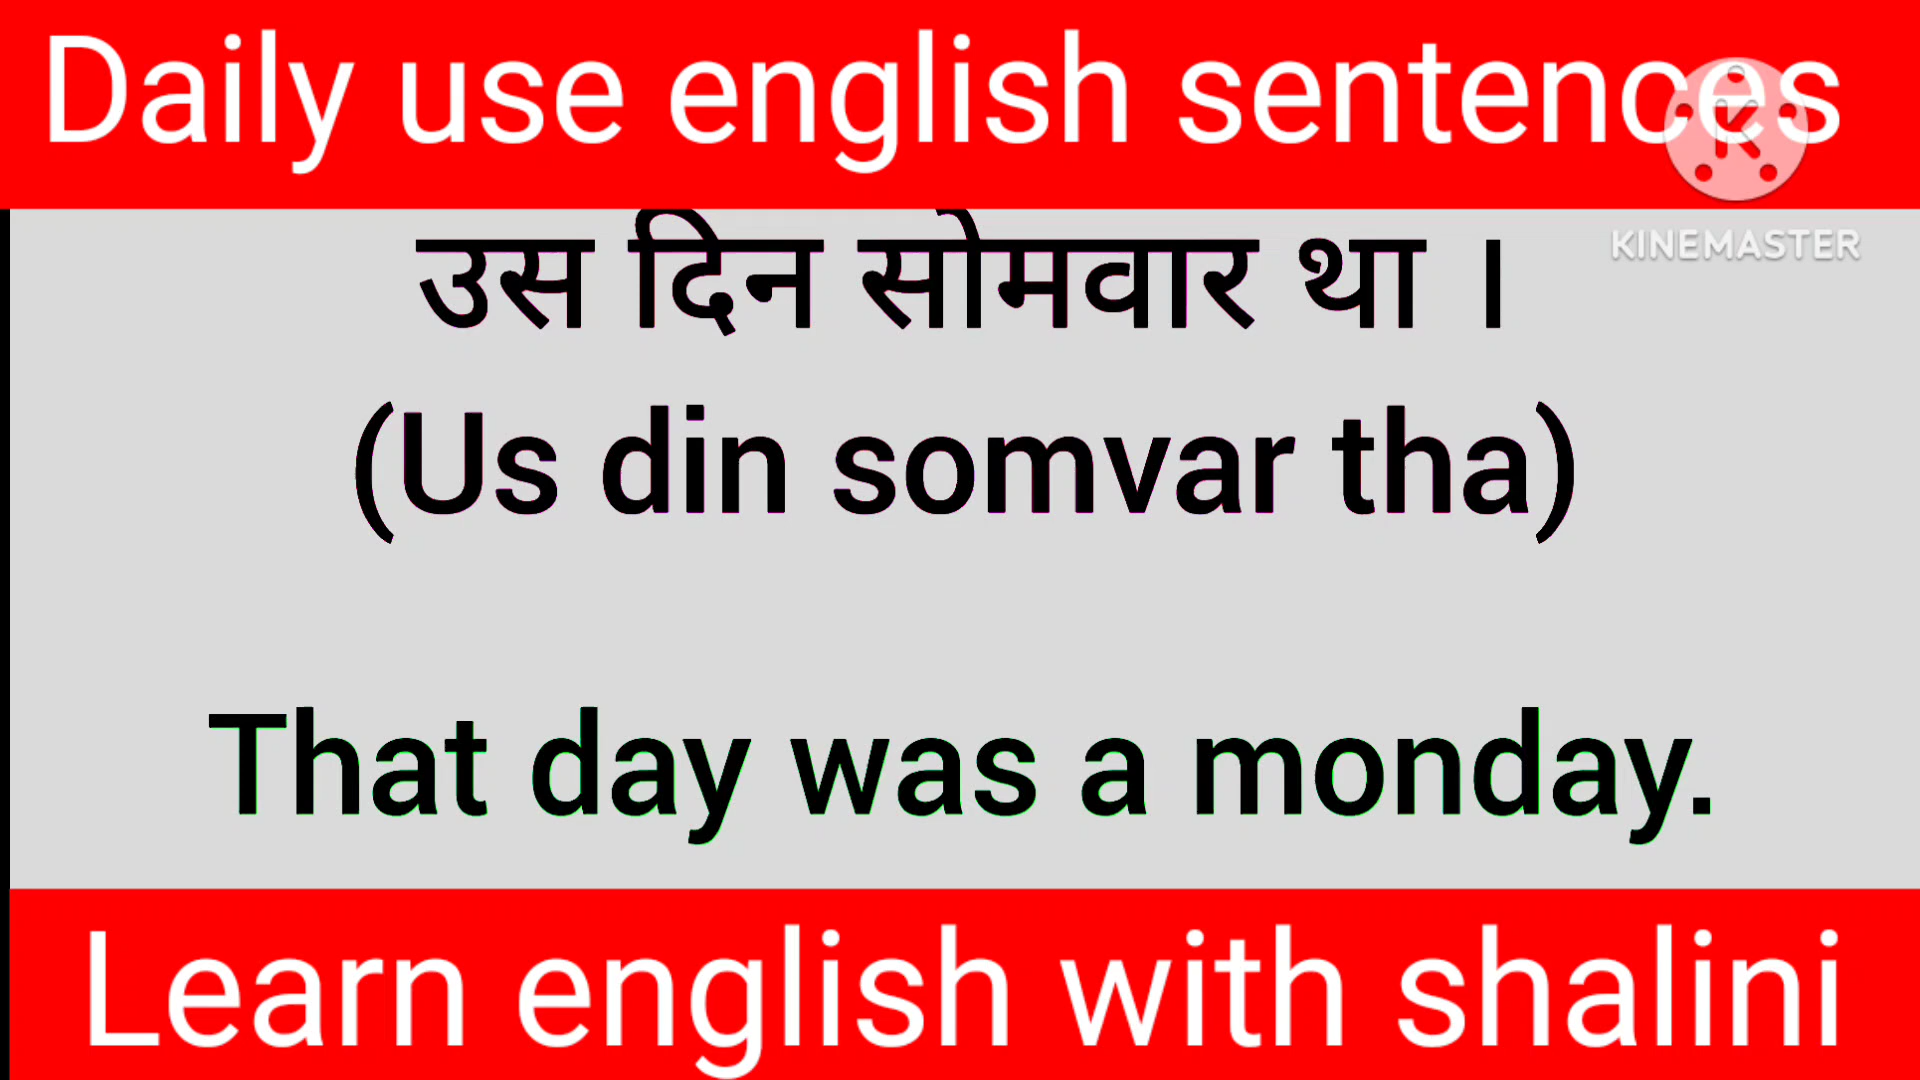 Daily use english sentences
KINEMASTER
उस दिन सोमवार था ।
(Us din somvar tha)
That day was a monday.
Learn english with shalini